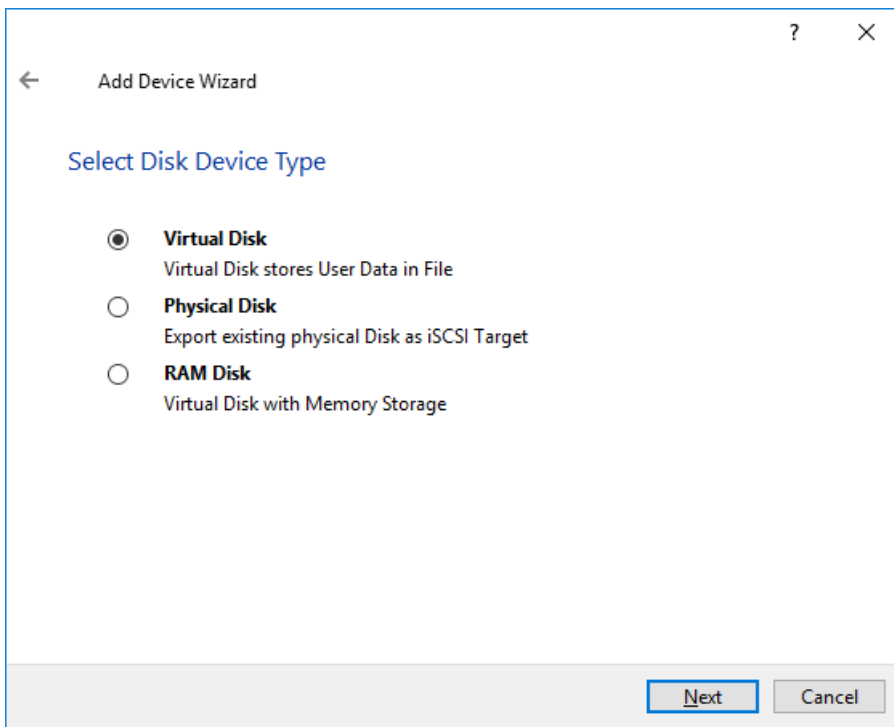 ?
Add Device Wizard
Select Disk Device Type
Virtual Disk
Virtual Disk stores User Data in File
Physical Disk
Export existing physical Disk as iSCSI Target
RAM Disk
Virtual Disk with Memory Storage
Next
Cancel